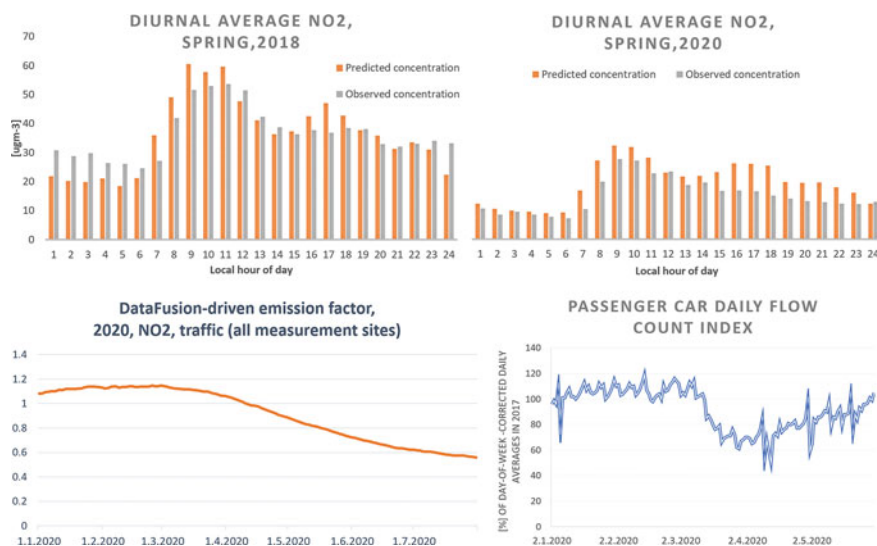 DIURNAL AVERAGE NO2,
SPRING,2018
70
60
50
40
30
20
10
0
[ugm-3]
Predicted concentration
Observed concentration
1 2 3 4 5 6 7 8 9 10 11 12 13 14 15 16 17 18 19 20 21 22 23 24
Local hour of day
DIURNAL AVERAGE NO2,
SPRING,2020
Predicted concentration
Observed concentration
1 2 3 4 5 6 7 8 9 10 11 12 13 14 15 16 17 18 19 20 21 22 23 24
Local hour of day
DataFusion-driven emission factor,
2020, NO2, traffic (all measurement sites)
1.4
1.2
1
0.8
0.6
0.4
0.2
0
1.1.2020 1.2.2020 1.3.2020 1.4.2020 1.5.2020 1.6.2020 1.7.2020
PASSENGER CAR DAILY FLOW
COUNT INDEX
[%] OF DAY-OF-WEEK -CORRECTED DAILY
AVERAGES IN 2017
140
120
100
80
60
40
20
0
2.1.2020 2.2.2020 2.3.2020 2.4.2020 2.5.2020